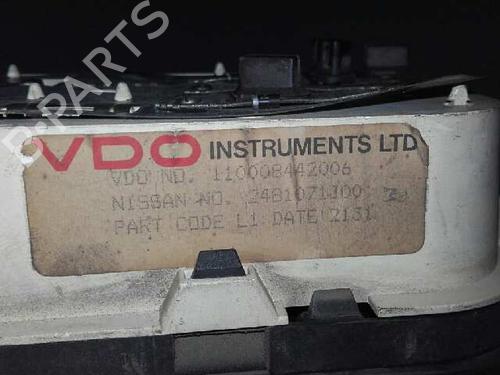 B-PARTS
VDO INSTRUMENTS LTD
VDO NO. 110008442006
NISSAN NO. 2481071J00
PART CODE L1 DATE 2131